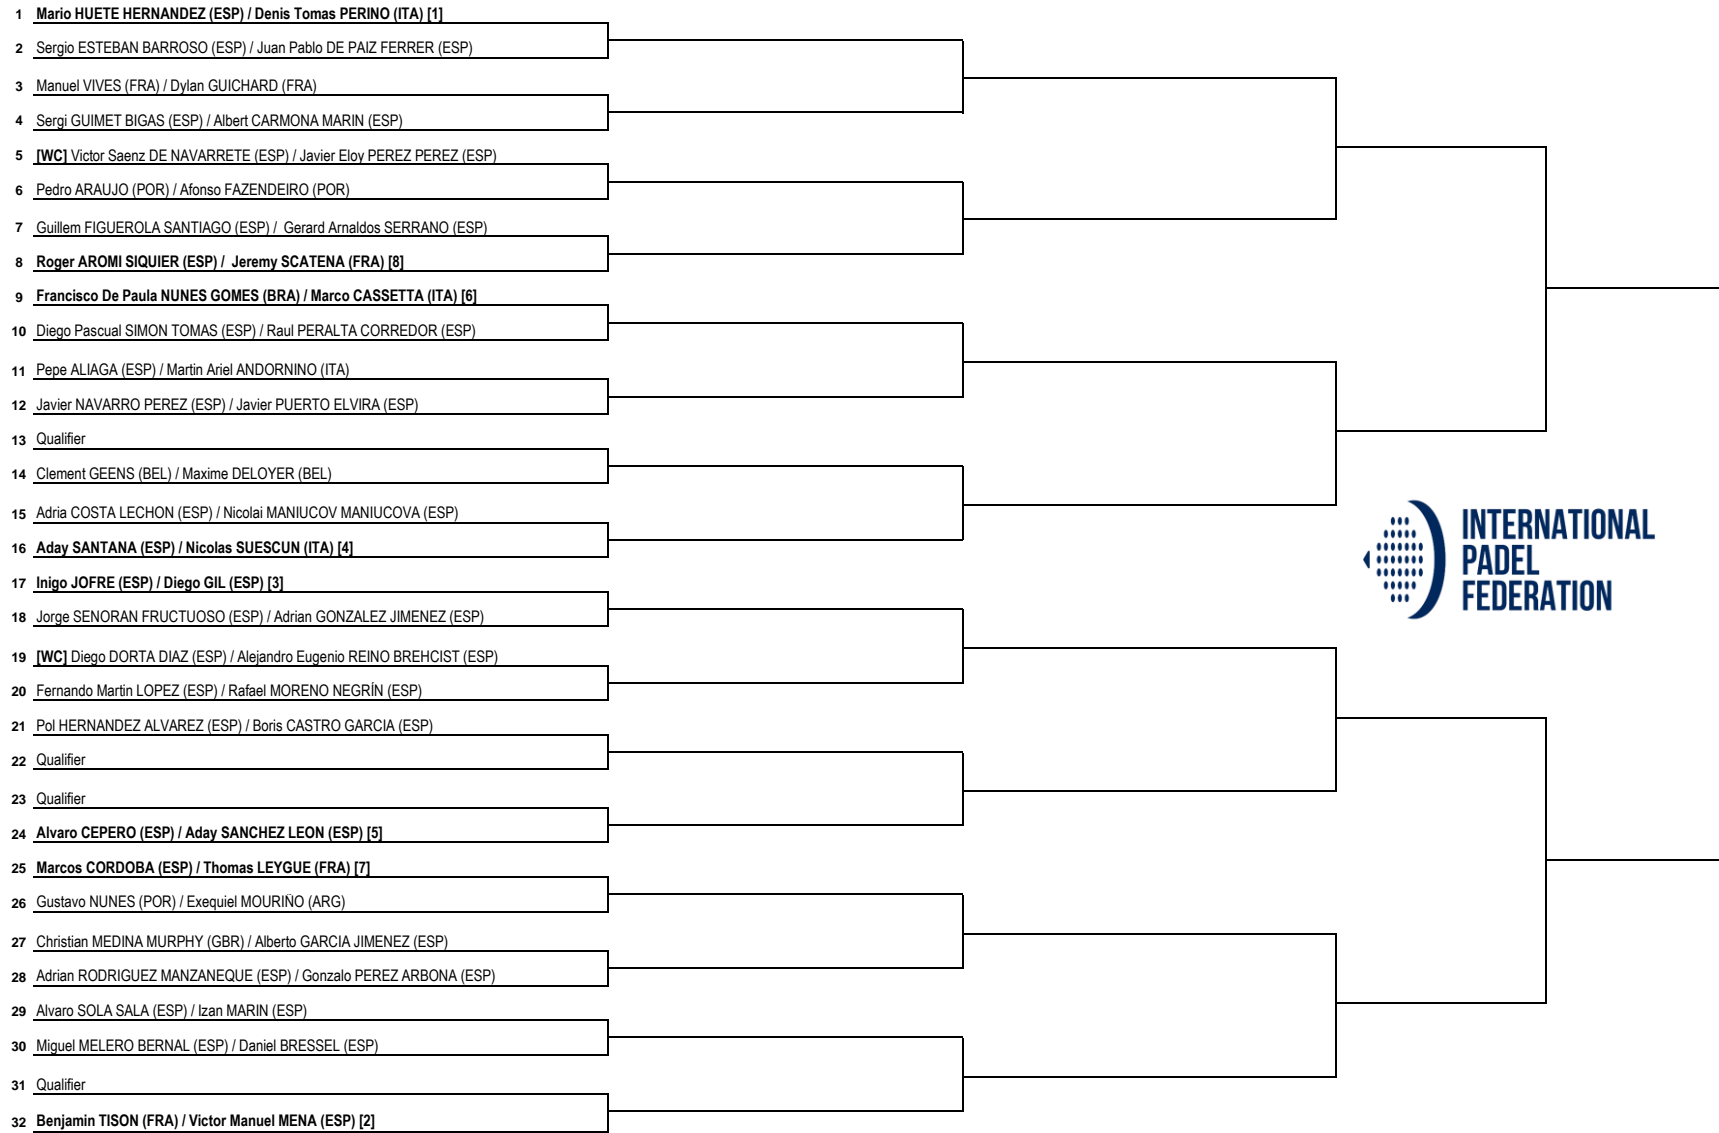 1 Mario HUETE HERNANDEZ (ESP) / Denis Tomas PERINO (ITA) [1]
2 Sergio ESTEBAN BARROSO (ESP) / Juan Pablo DE PAIZ FERRER (ESP)
3 Manuel VIVES (FRA) / Dylan GUICHARD (FRA)
4 Sergi GUIMET BIGAS (ESP) / Albert CARMONA MARIN (ESP)
5 [WC] Victor Saenz DE NAVARRETE (ESP) / Javier Eloy PEREZ PEREZ (ESP)
6 Pedro ARAUJO (POR) / Afonso FAZENDEIRO (POR)
7 Guillem FIGUEROLA SANTIAGO (ESP) / Gerard Arnaldos SERRANO (ESP)
8 Roger AROMI SIQUIER (ESP) / Jeremy SCATENA (FRA) [8]
9 Francisco De Paula NUNES GOMES (BRA) / Marco CASSETTA (ITA) [6]
10 Diego Pascual SIMON TOMAS (ESP) / Raul PERALTA CORREDOR (ESP)
11 Pepe ALIAGA (ESP) / Martin Ariel ANDORNINO (ITA)
12 Javier NAVARRO PEREZ (ESP) / Javier PUERTO ELVIRA (ESP)
13 Qualifier
14 Clement GEENS (BEL) / Maxime DELOYER (BEL)
15 Adria COSTA LECHON (ESP) / Nicolai MANIUCOV MANIUCOVA (ESP)
16 Aday SANTANA (ESP) / Nicolas SUESCUN (ITA) [4]
17 Inigo JOFRE (ESP) / Diego GIL (ESP) [3]
18 Jorge SENORAN FRUCTUOSO (ESP) / Adrian GONZALEZ JIMENEZ (ESP)
19 [WC] Diego DORTA DIAZ (ESP) / Alejandro Eugenio REINO BREHCIST (ESP)
20 Fernando Martin LOPEZ (ESP) / Rafael MORENO NEGRÍN (ESP)
21 Pol HERNANDEZ ALVAREZ (ESP) / Boris CASTRO GARCIA (ESP)
22 Qualifier
23 Qualifier
24 Alvaro CEPERO (ESP) / Aday SANCHEZ LEON (ESP) [5]
25 Marcos CORDOBA (ESP) / Thomas LEYGUE (FRA) [7]
26 Gustavo NUNES (POR) / Exequiel MOURIÑO (ARG)
27 Christian MEDINA MURPHY (GBR) / Alberto GARCIA JIMENEZ (ESP)
28 Adrian RODRIGUEZ MANZANEQUE (ESP) / Gonzalo PEREZ ARBONA (ESP)
29 Alvaro SOLA SALA (ESP) / Izan MARIN (ESP)
30 Miguel MELERO BERNAL (ESP) / Daniel BRESSEL (ESP)
31 Qualifier
32 Benjamin TISON (FRA) / Victor Manuel MENA (ESP) [2]
INTERNATIONAL
PADEL
FEDERATION